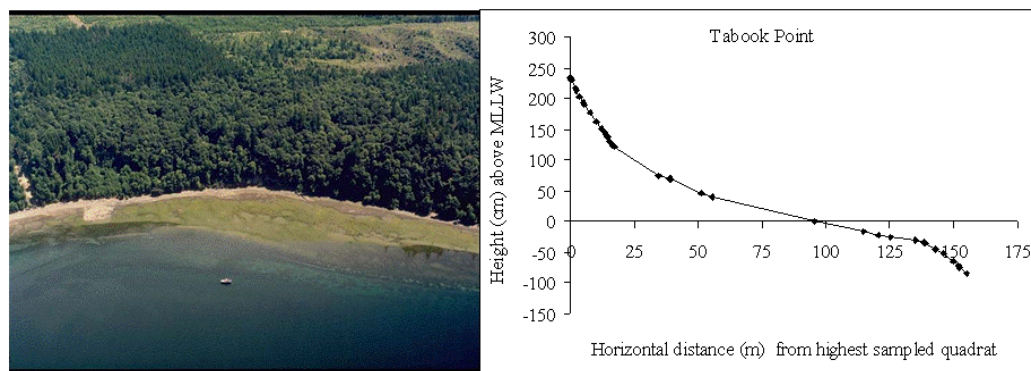 Tabook Point
Height (cm) above MLLW
300
250
200
150
100
50
0
-50
-100
-150
0 25 50 75 100 125 150 175
Horizontal distance (m) from highest sampled quadrat